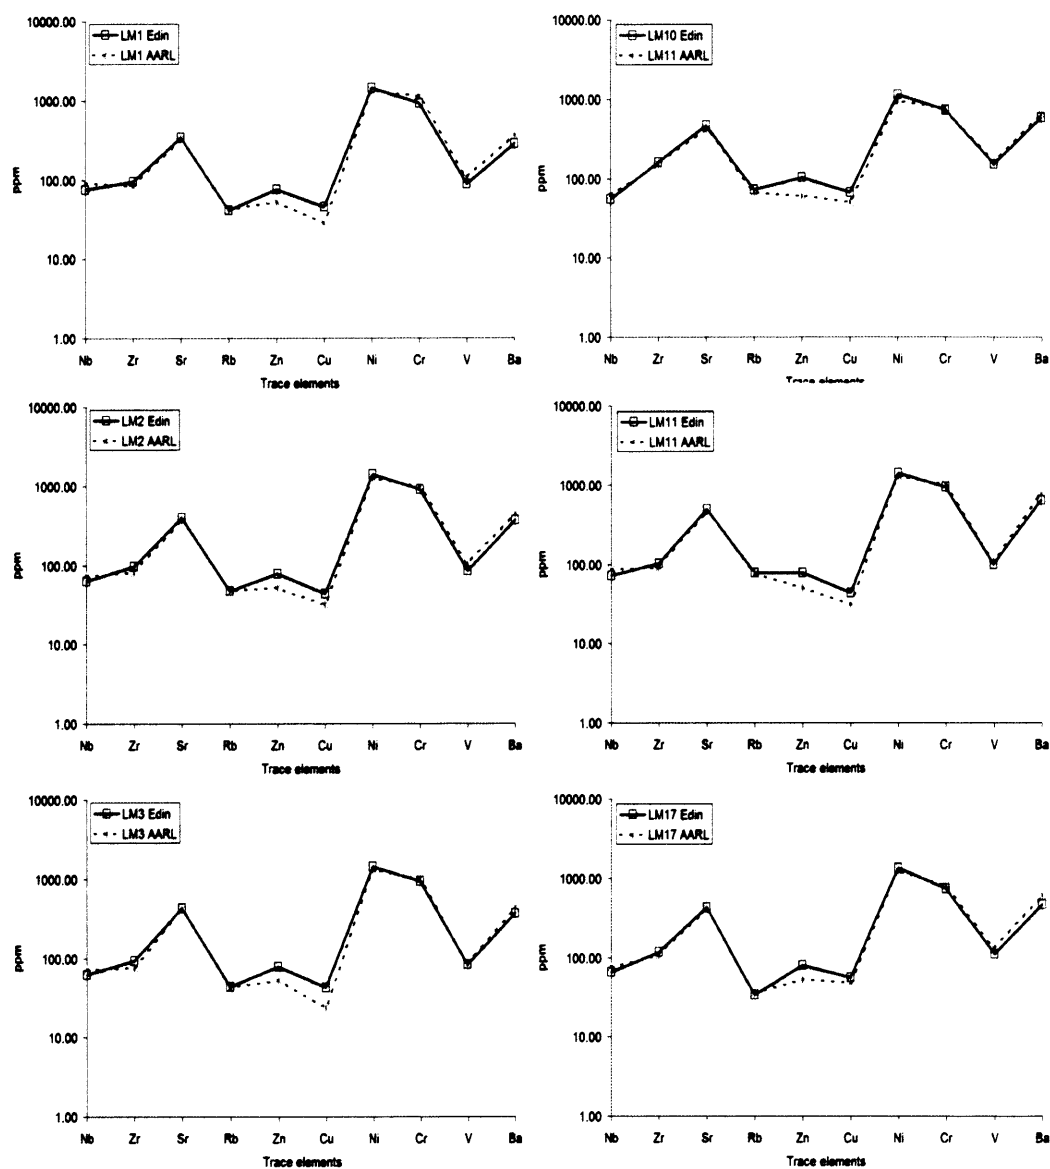 10000.00
LM1 Edin
LM1 AARL
1000.00
100.00
10.00
1.00
ppm
Nb Zr Sr Rb Zn Cu Ni Cr V Ba
Trace elements
10000.00
LM10 Edin
LM11 AARL
1000.00
100.00
10.00
1.00
ppm
Nb Zr Sr Rb Zn Cu Ni Cr V Ba
Trace elements
10000.00
LM2 Edin
LM2 AARL
1000.00
100.00
10.00
1.00
ppm
Nb Zr Sr Rb Zn Cu Ni Cr V Ba
Trace elements
10000.00
LM11 Edin
LM11 AARL
1000.00
100.00
10.00
1.00
ppm
Nb Zr Sr Rb Zn Cu Ni Cr V Ba
Trace elements
10000.00
LM3 Edin
LM3 AARL
1000.00
100.00
10.00
1.00
ppm
Nb Zr Sr Rb Zn Cu Ni Cr V Ba
Trace elements
10000.00
LM17 Edin
LM17 AARL
1000.00
100.00
10.00
1.00
ppm
Nb Zr Sr Rb Zn Cu Ni Cr V Ba
Trace elements